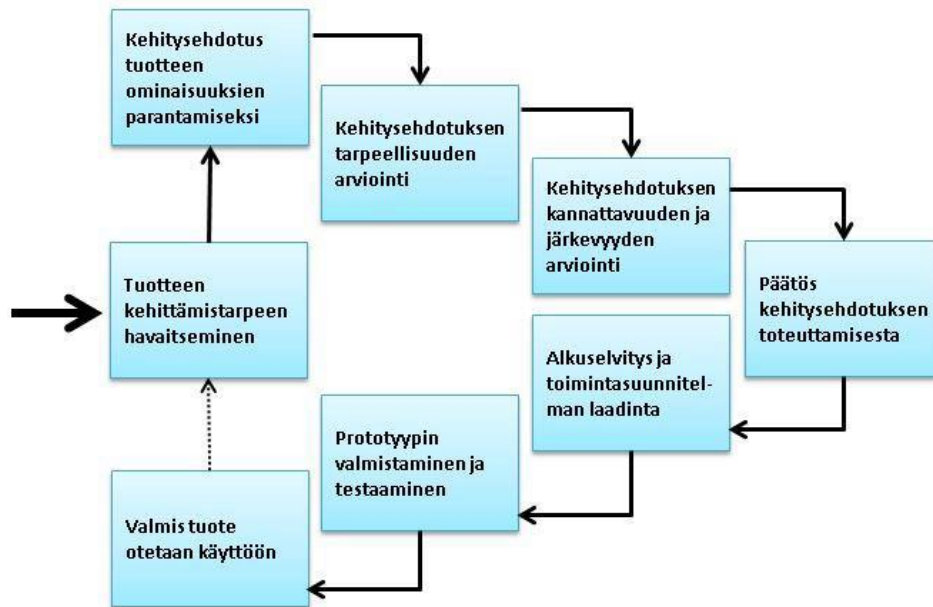 Kehitysehdotus
tuotteen
ominaisuuksien
parantamiseksi
Kehitysehdotuksen
tarpeellisuuden
arviointi
Kehitysehdotuksen
kannattavuuden ja
järkevyyden
arviointi
Päätös
kehitysehdotuksen
toteuttamisesta
Alkuselvitys ja
toimintasuunnitel-
man laadinta
Prototyypin
valmistaminen ja
testaaminen
Valmis tuote
otetaan käyttöön
Tuotteen
kehittämistarpeen
havaitseminen